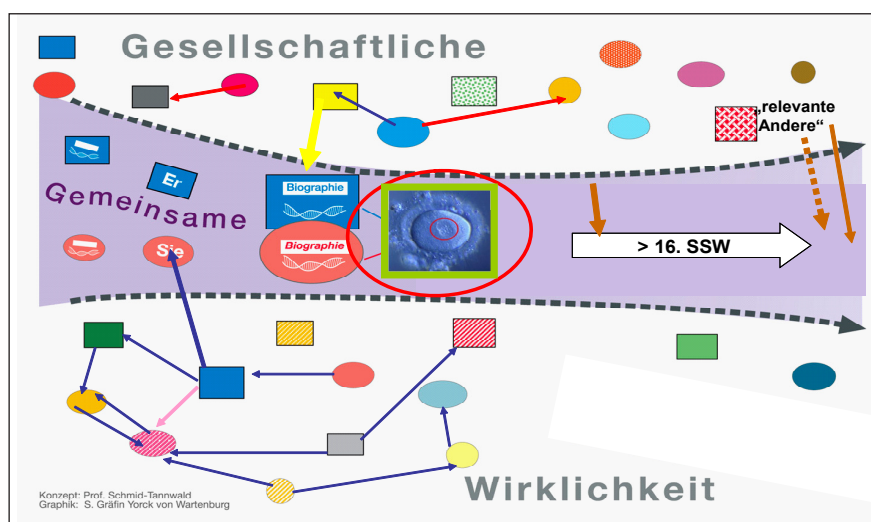 Gesellschaftliche
„relevante
Andere“
Er
Gemeinsame
Biographie
Biographie
Sie
> 16. SSW
Wirklichkeit
Konzept: Prof. Schmid-Tannwald
Graphik: S. Gräfin Yorck von Wartenburg